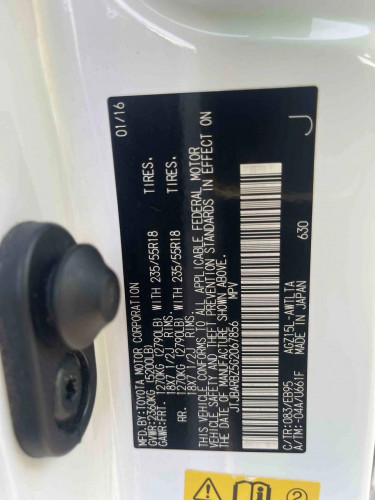 MFD. BY:TOYOTA MOTOR CORPORATION 01/16
GVWR:2360KG (5200LB)
GAWR:FRT. 1270KG (2790LB) WITH 235/55R18 TIRES.
18X7 1/2J RIMS.
RR. 1270KG (2790LB) WITH 235/55R18 TIRES.
18X7 1/2J RIMS.
THIS VEHICLE CONFORMS TO ALL APPLICABLE FEDERAL MOTOR
VEHICLE SAFETY, BUMPER, AND THEFT PREVENTION STANDARDS IN EFFECT ON
THE DATE OF MANUFACTURE SHOWN ABOVE.
JTJBARBZ5G2067856 MPV
C/TR:083/EB95 AGZ15L-AWTLTA
A/TM:-04A/U661F MADE IN JAPAN 630 J